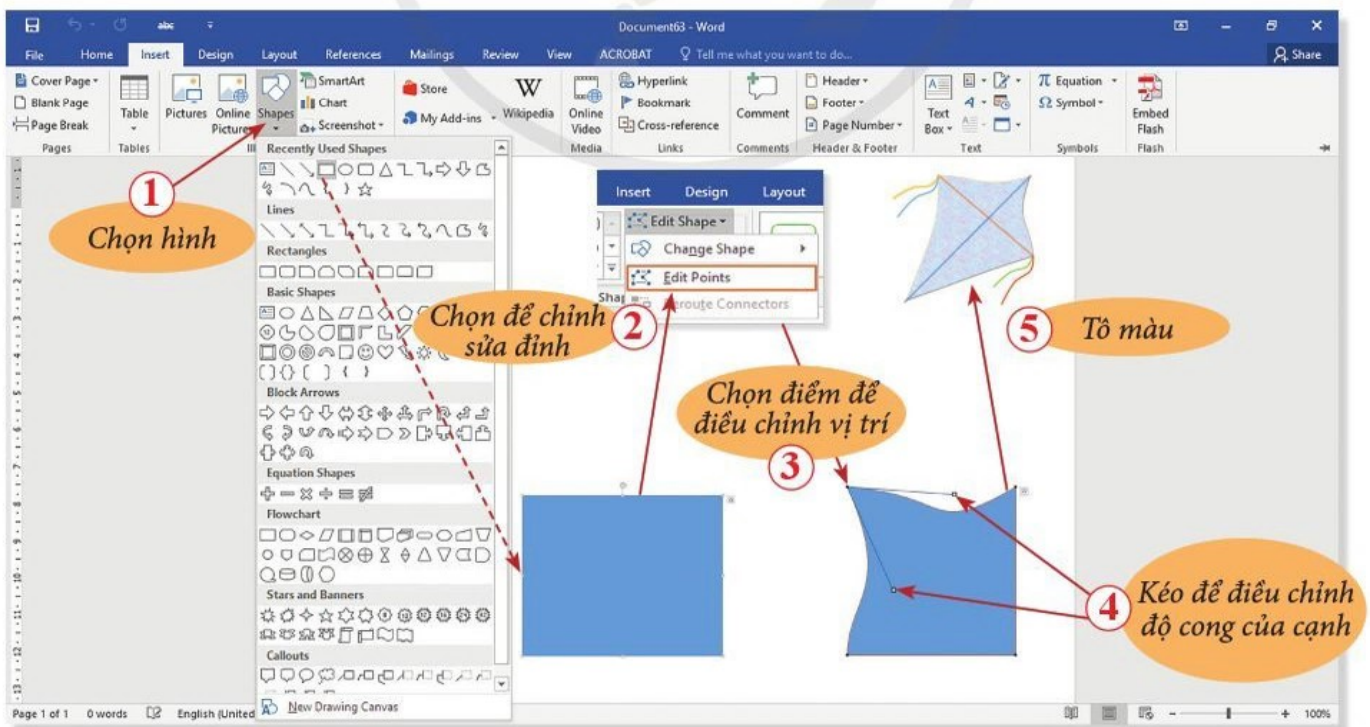 Document63 - Word
File Home Insert Design Layout References Mailings Review View ACROBAT Tell me what you want to do... Share
Cover Page
Blank Page
Page Break
Pages
Table
Tables
Pictures
Online
Pictures
Shapes
SmartArt
Chart
Screenshot
Store
My Add-ins
Wikipedia
Online
Video
Media
Hyperlink
Bookmark
Cross-reference
Links
Comment
Comments
Header
Footer
Page Number
Header & Footer
Text
Box
Text
Equation
Symbol
Symbols
Embed
Flash
Flash
1
Chọn hình
Recently Used Shapes
Lines
Rectangles
Basic Shapes
Block Arrows
Equation Shapes
Flowchart
Stars and Banners
Callouts
New Drawing Canvas
Insert Design Layout
Edit Shape
Change Shape
Edit Points
Reroute Connectors
Chọn để chỉnh
sửa đỉnh
2
Chọn điểm để
điều chỉnh vị trí
3
4
Kéo để điều chỉnh
độ cong của cạnh
5
Tô màu
Page 1 of 1 0 words English (United 100%